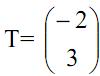 T= (−2
3)